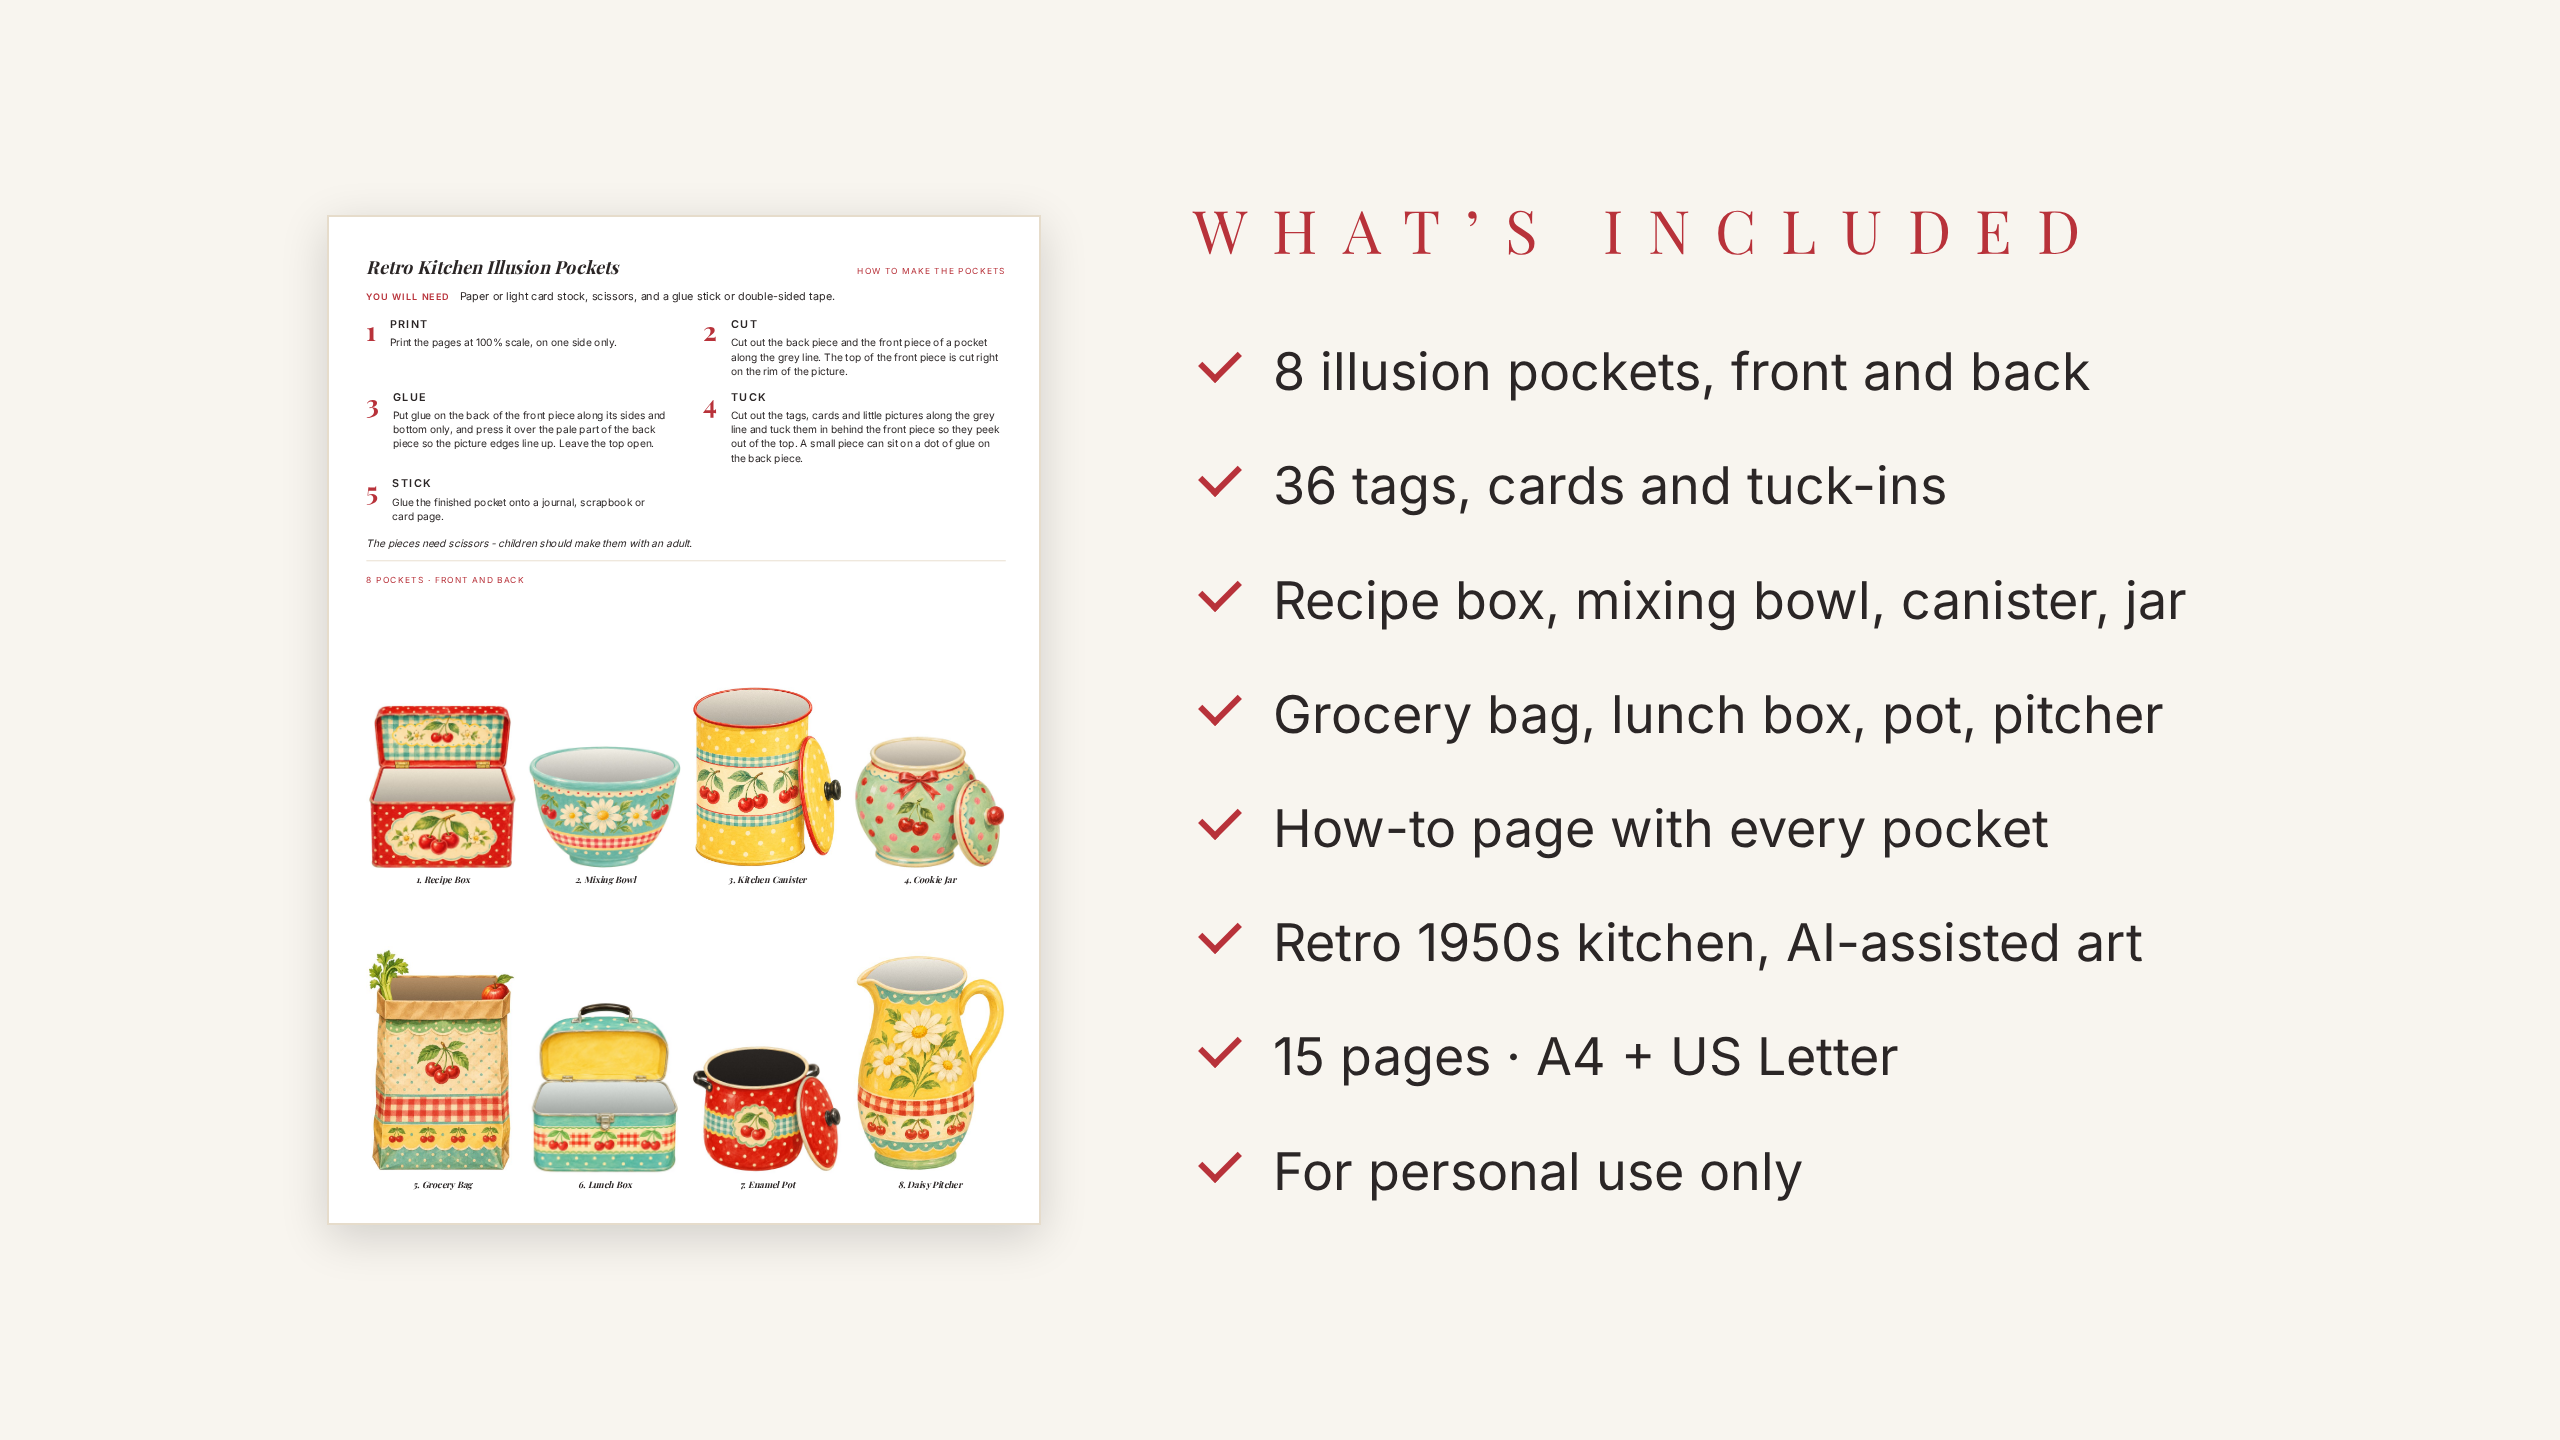 Retro Kitchen Illusion Pockets
HOW TO MAKE THE POCKETS
YOU WILL NEED Paper or light card stock, scissors, and a glue stick or double-sided tape.
1 PRINT
Print the pages at 100% scale, on one side only.
2 CUT
Cut out the back piece and the front piece of a pocket
along the grey line. The top of the front piece is cut right
on the rim of the picture.
3 GLUE
Put glue on the back of the front piece along its sides and
bottom only, and press it over the pale part of the back
piece so the picture edges line up. Leave the top open.
4 TUCK
Cut out the tags, cards and little pictures along the grey
line and tuck them in behind the front piece so they peek
out of the top. A small piece can sit on a dot of glue on
the back piece.
5 STICK
Glue the finished pocket onto a journal, scrapbook or
card page.
The pieces need scissors - children should make them with an adult.
8 POCKETS · FRONT AND BACK
1. Recipe Box
2. Mixing Bowl
3. Kitchen Canister
4. Cookie Jar
5. Grocery Bag
6. Lunch Box
7. Enamel Pot
8. Daisy Pitcher
WHAT’S INCLUDED
8 illusion pockets, front and back
36 tags, cards and tuck-ins
Recipe box, mixing bowl, canister, jar
Grocery bag, lunch box, pot, pitcher
How-to page with every pocket
Retro 1950s kitchen, AI-assisted art
15 pages · A4 + US Letter
For personal use only